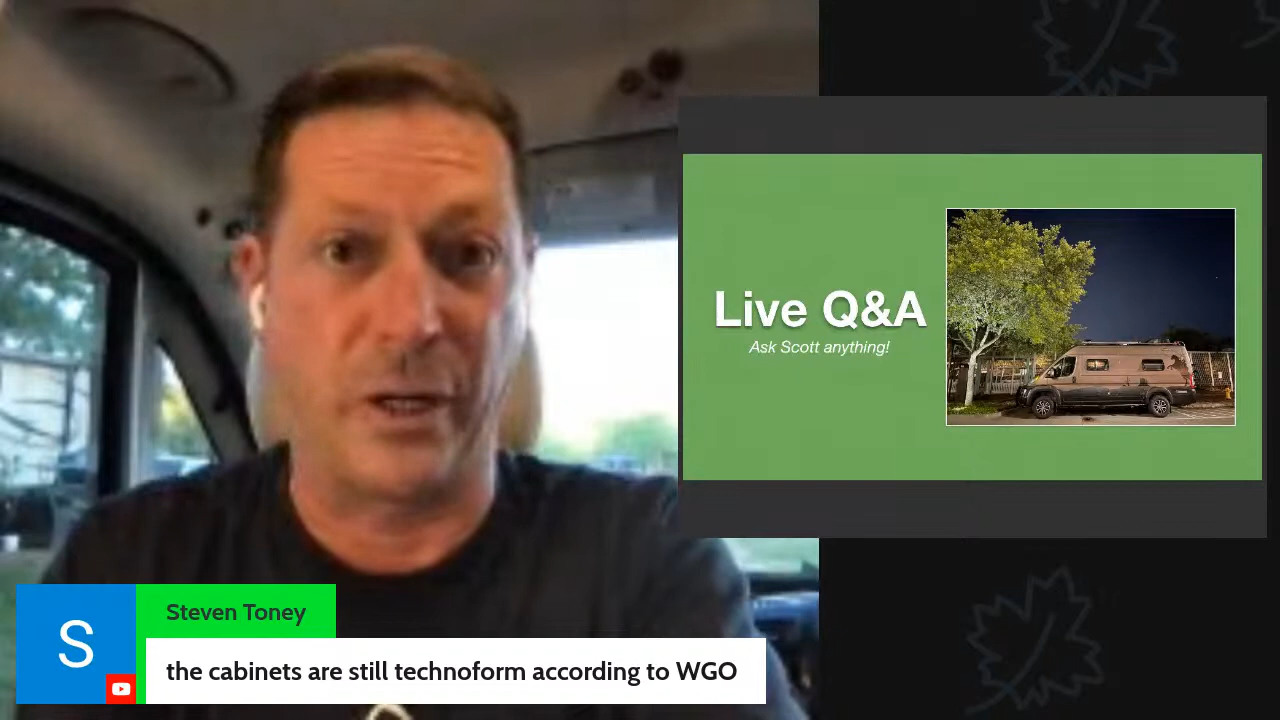 Live Q&A
Ask Scott anything!
S
Steven Toney
the cabinets are still technoform according to WGO